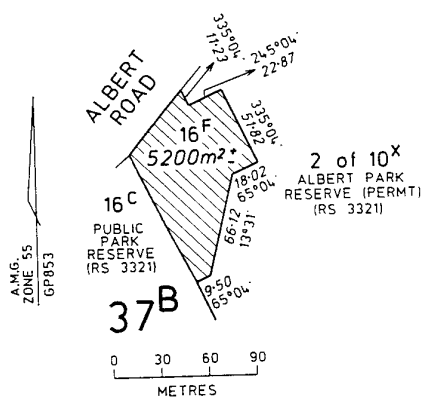 335°04'
11·23
245°04'
22·87
ALBERT
ROAD
335°04'
51·82
16F
5200m²±
18·02
65°04'
2 of 10X
ALBERT PARK
RESERVE (PERMT)
(RS 3321)
16C
PUBLIC
PARK
RESERVE
(RS 3321)
66·12
13°31'
A.M.G.
ZONE 55
GP853
9·50
65°04'
37B
0 30 60 90
METRES